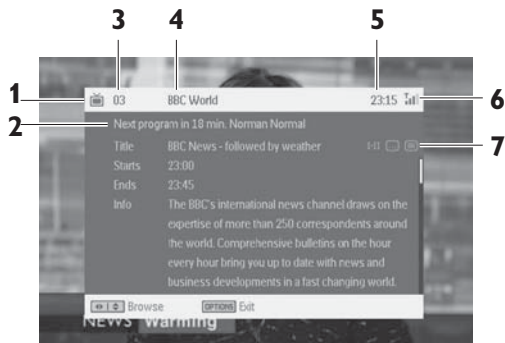 3 4 5
1 03 BBC World 23:15 6
2 Next program in 18 min. Norman Normal
Title BBC News - followed by weather 7
Starts 23:00
Ends 23:45
Info The BBC's international news channel draws on the
expertise of more than 250 correspondents around
the world. Comprehensive bulletins on the hour
every hour bring you up to date with news and
business developments in a fast changing world.
Browse OPTIONS Exit
NEWS Warming